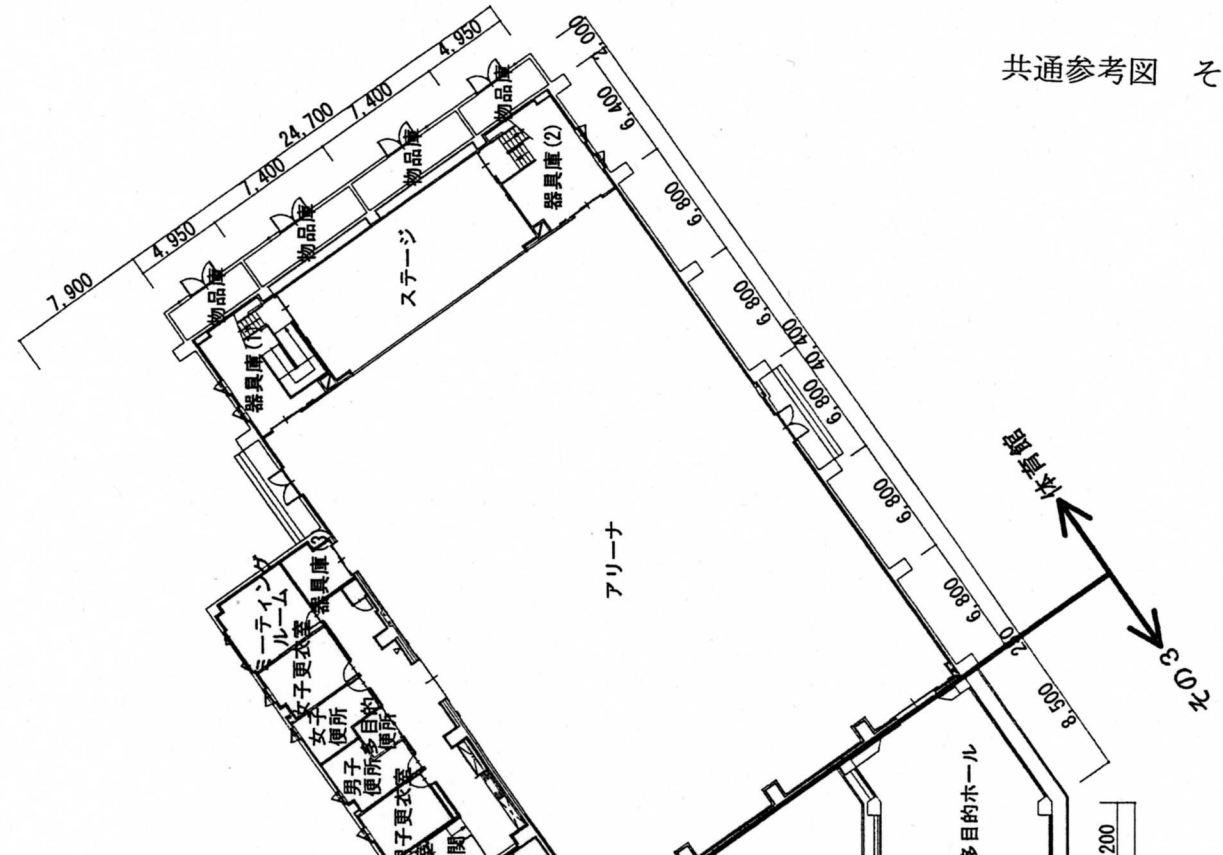 共通参考図　そ
4,950
7,400
24,700
7,400
4,950
7,900
4,000
6,400
6,800
6,800
40,400
6,800
6,800
6,800
8,500
200
物品庫
物品庫
物品庫
物品庫
器具庫(2)
ステージ
器具庫(1)
アリーナ
体育館
その3
器具庫(3)
ミーティング
ルーム
女子更衣室
女子
便所
多目的
便所
男子
便所
子更衣室
関
多目的ホール